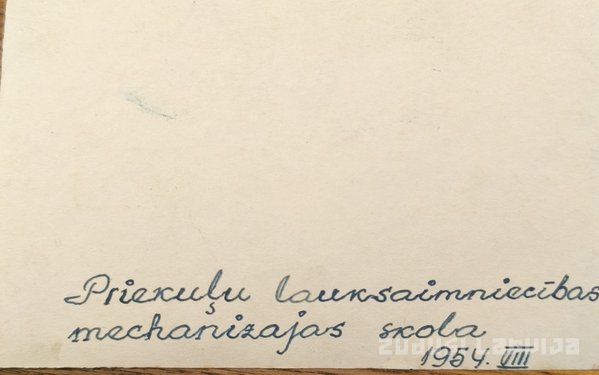 Priekuļu lauksaimniecības
mechanizajas skola
1954. VIII
ZUDUSĪ LATVIJA